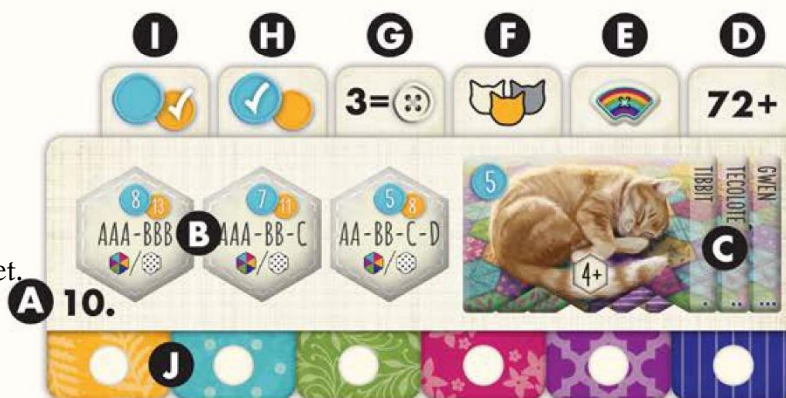 I H G F E D
3= 72+
8 13 7 11 5 8 5
AAA-BBB B AAA-BB-C AA-BB-C-D
/ / /
4+ TIBBIT TECOLOTE GWEN C
et.
A 10.
J